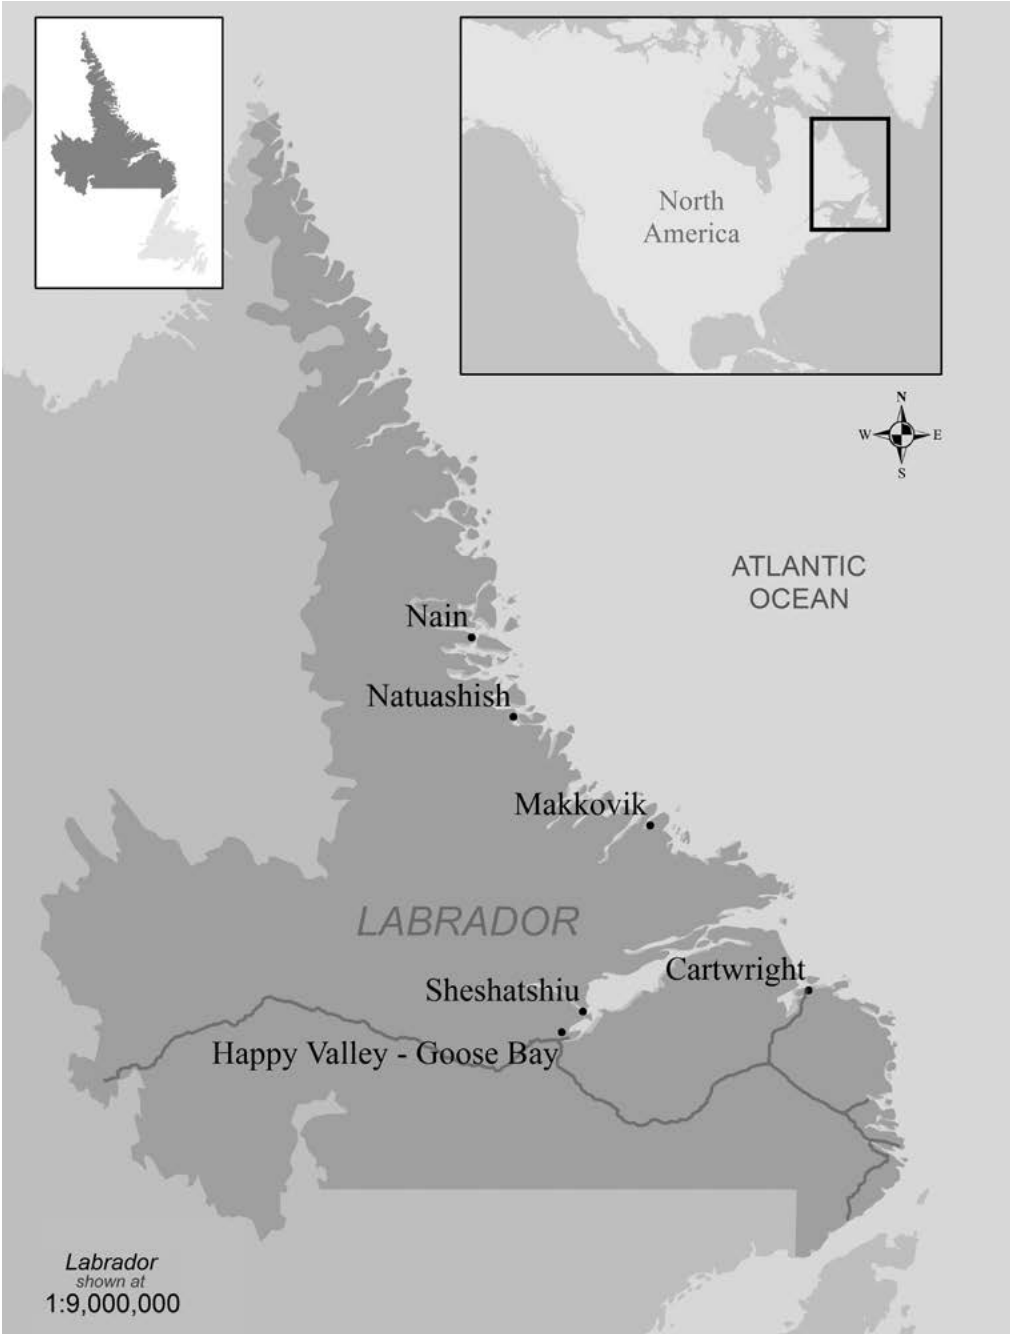 North
America
N
W
E
S
ATLANTIC
OCEAN
Nain
Natuashish
Makkovik
LABRADOR
Cartwright
Sheshatshiu
Happy Valley - Goose Bay
Labrador
shown at
1:9,000,000